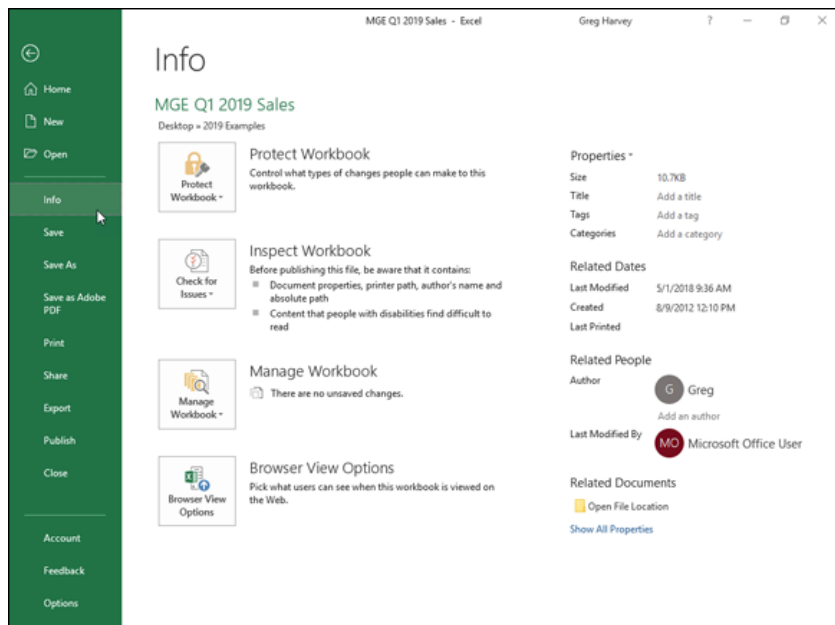 MGE Q1 2019 Sales - Excel
Greg Harvey
?
Home
New
Open
Info
Save
Save As
Save as Adobe
PDF
Print
Share
Export
Publish
Close
Account
Feedback
Options
Info
MGE Q1 2019 Sales
Desktop » 2019 Examples
Protect
Workbook
Protect Workbook
Control what types of changes people can make to this
workbook.
Check for
Issues
Inspect Workbook
Before publishing this file, be aware that it contains:
Document properties, printer path, author's name and
absolute path
Content that people with disabilities find difficult to
read
Manage
Workbook
Manage Workbook
There are no unsaved changes.
Browser View
Options
Browser View Options
Pick what users can see when this workbook is viewed on
the Web.
Properties
Size 10.7KB
Title Add a title
Tags Add a tag
Categories Add a category
Related Dates
Last Modified 5/1/2018 9:36 AM
Created 8/9/2012 12:10 PM
Last Printed
Related People
Author G Greg
Add an author
Last Modified By MO Microsoft Office User
Related Documents
Open File Location
Show All Properties